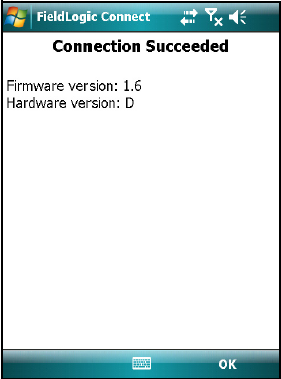 FieldLogic Connect
Connection Succeeded
Firmware version: 1.6
Hardware version: D
OK